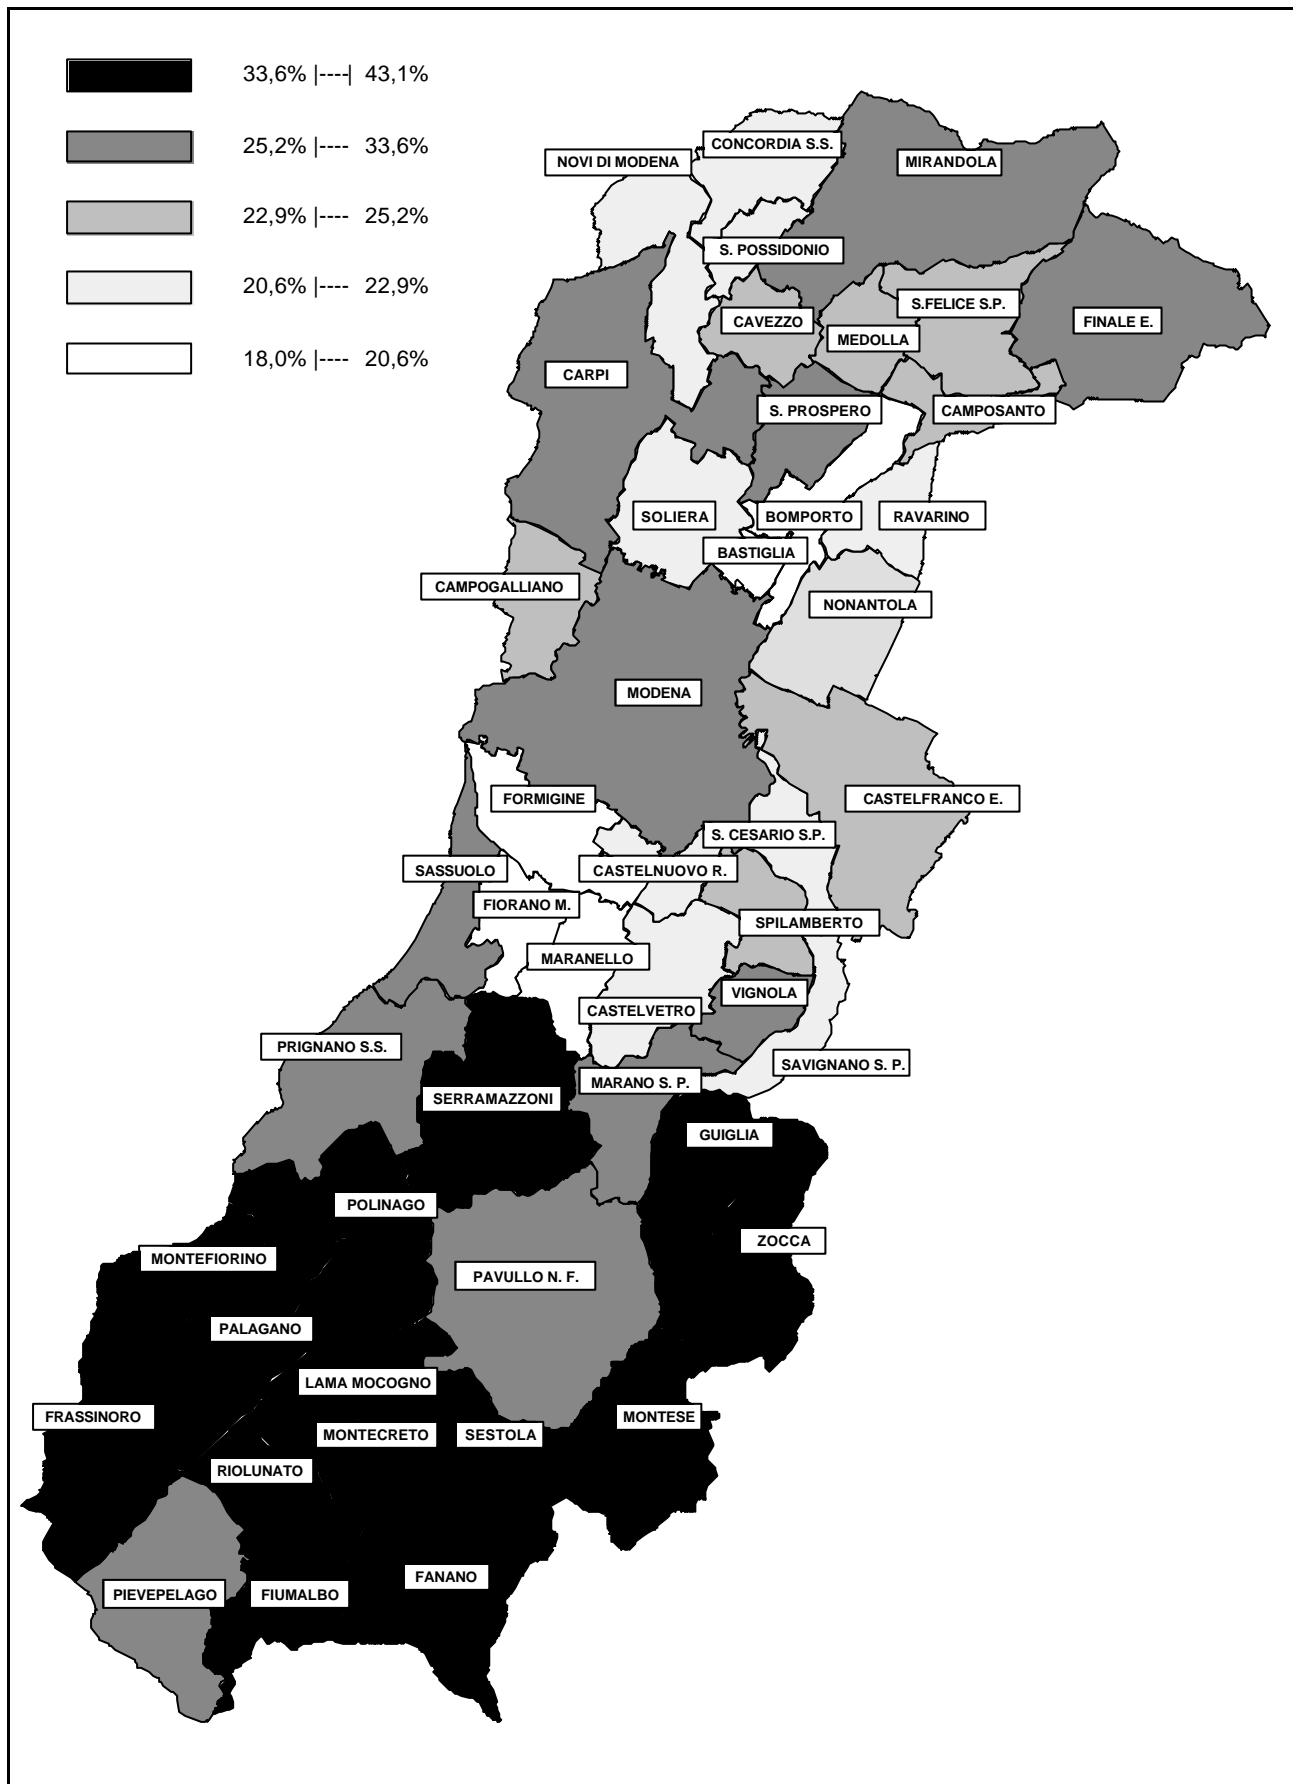 33,6% |----| 43,1%
25,2% |---- 33,6%
22,9% |---- 25,2%
20,6% |---- 22,9%
18,0% |---- 20,6%
CONCORDIA S.S.
NOVI DI MODENA
MIRANDOLA
S. POSSIDONIO
S.FELICE S.P.
CAVEZZO
FINALE E.
MEDOLLA
CARPI
S. PROSPERO
CAMPOSANTO
SOLIERA
BOMPORTO
RAVARINO
BASTIGLIA
CAMPOGALLIANO
NONANTOLA
MODENA
FORMIGINE
CASTELFRANCO E.
S. CESARIO S.P.
SASSUOLO
CASTELNUOVO R.
FIORANO M.
SPILAMBERTO
MARANELLO
VIGNOLA
CASTELVETRO
PRIGNANO S.S.
SAVIGNANO S. P.
MARANO S. P.
SERRAMAZZONI
GUIGLIA
POLINAGO
ZOCCA
MONTEFIORINO
PAVULLO N. F.
PALAGANO
LAMA MOCOGNO
FRASSINORO
MONTESE
MONTECRETO
SESTOLA
RIOLUNATO
FANANO
PIEVEPELAGO
FIUMALBO